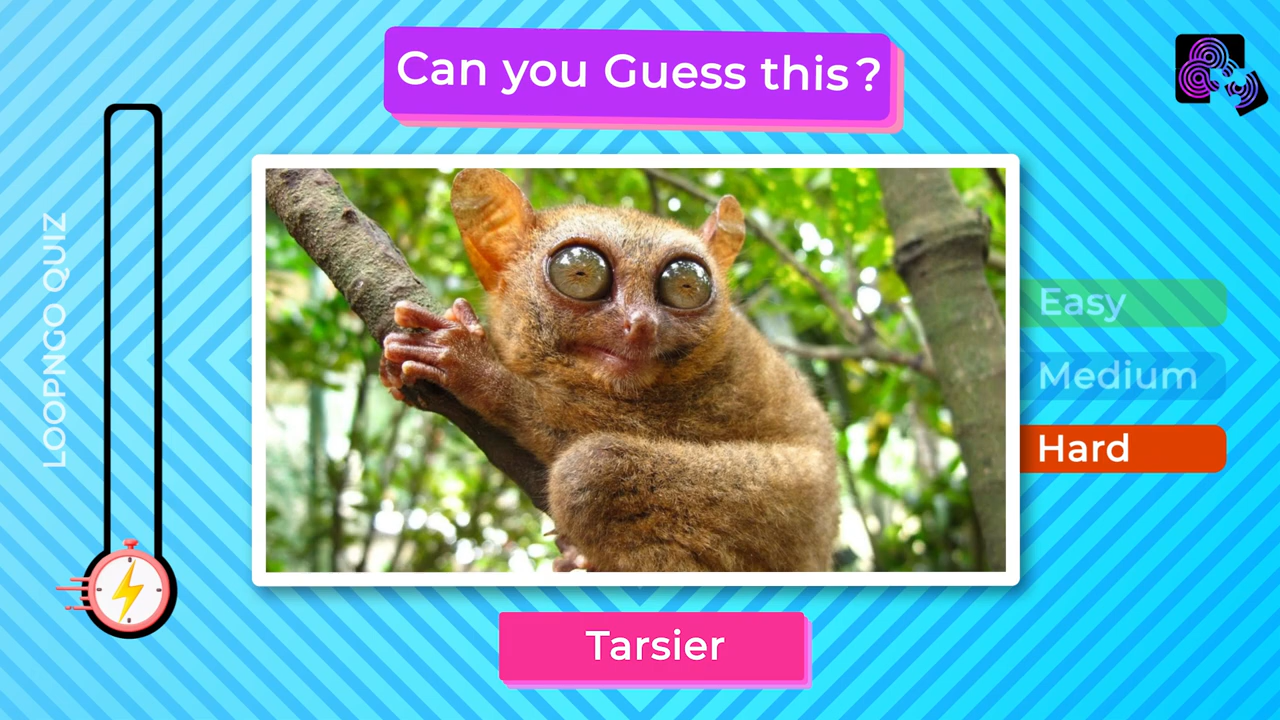 Can you Guess this?
LOOPNGO QUIZ
Easy
Medium
Hard
Tarsier